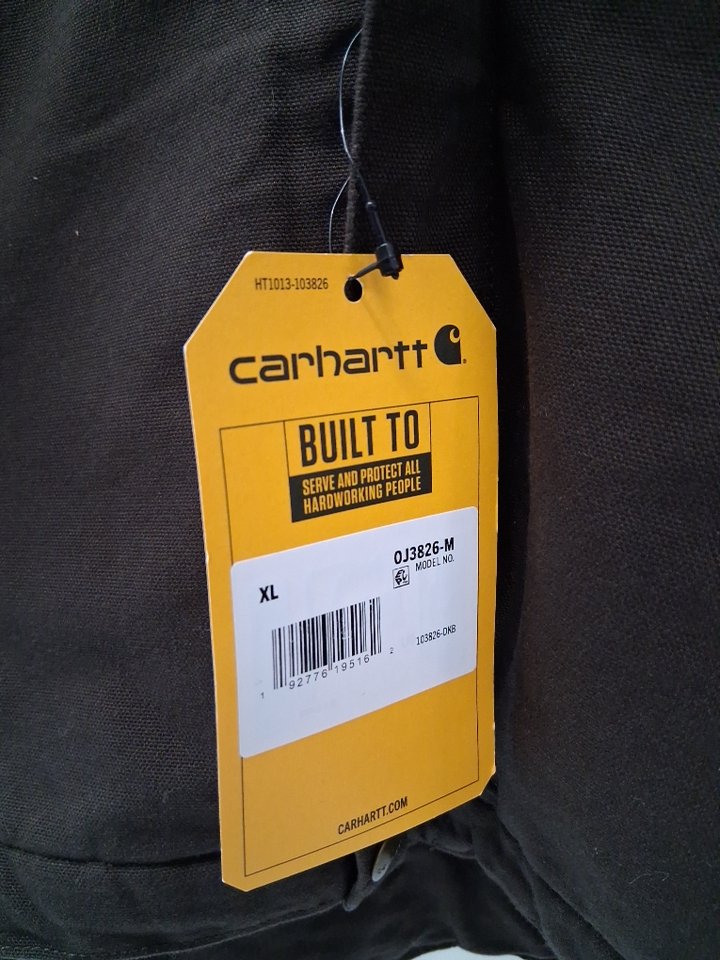 HT1013-103826
carhartt
BUILT TO
SERVE AND PROTECT ALL
HARDWORKING PEOPLE
OJ3826-M
MODEL NO.
XL
103826-DKB
1 92776 19516 2
CARHARTT.COM